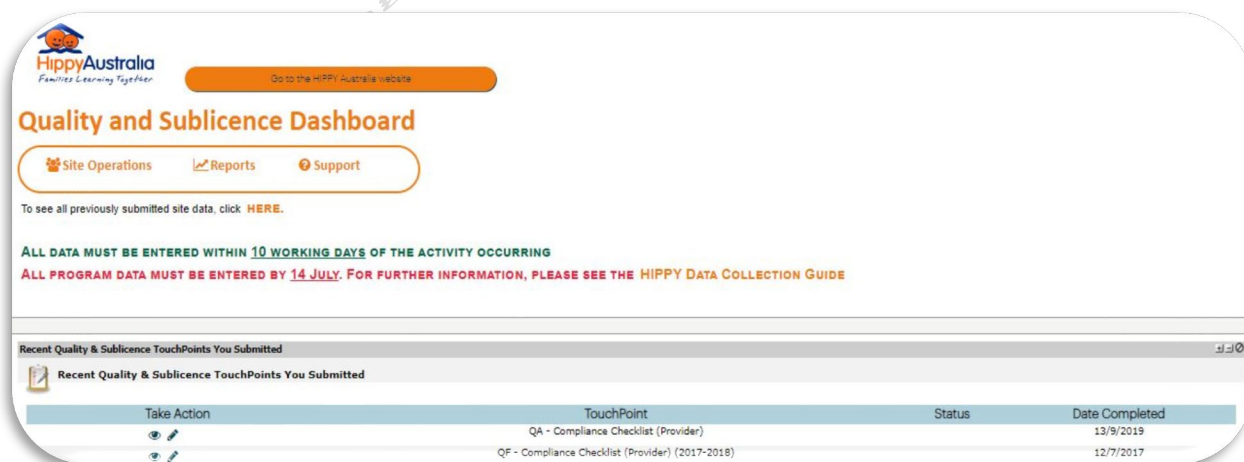 HippyAustralia
Families Learning Together
Go to the HIPPY Australia website
Quality and Sublicence Dashboard
Site Operations Reports Support
To see all previously submitted site data, click HERE.
ALL DATA MUST BE ENTERED WITHIN 10 WORKING DAYS OF THE ACTIVITY OCCURRING
ALL PROGRAM DATA MUST BE ENTERED BY 14 JULY. FOR FURTHER INFORMATION, PLEASE SEE THE HIPPY DATA COLLECTION GUIDE
Recent Quality & Sublicence TouchPoints You Submitted
Recent Quality & Sublicence TouchPoints You Submitted
Take Action TouchPoint Status Date Completed
QA - Compliance Checklist (Provider) 13/9/2019
QF - Compliance Checklist (Provider) (2017-2018) 12/7/2017